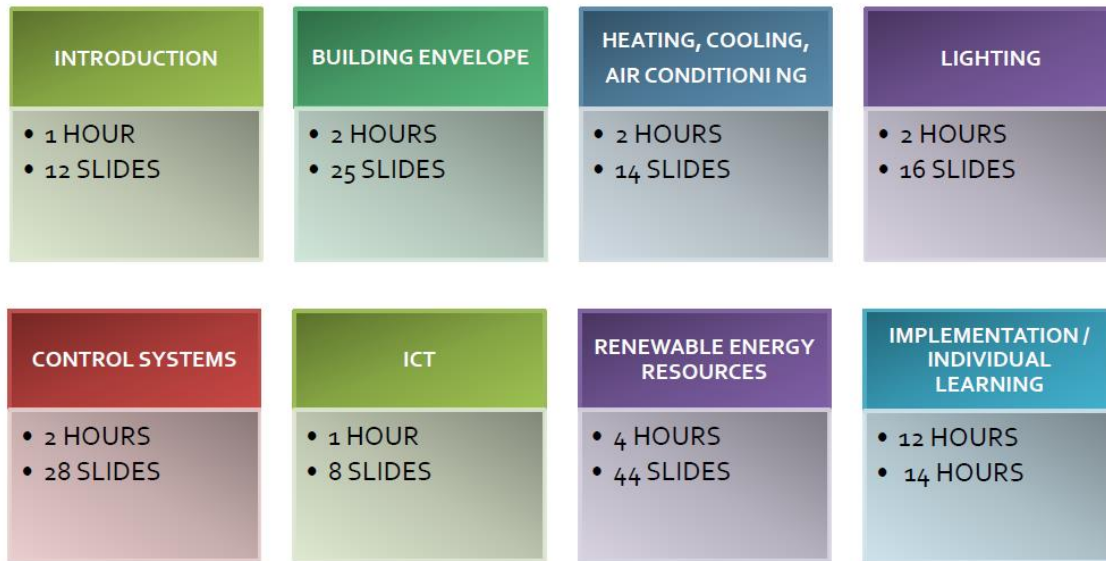 INTRODUCTION
• 1 HOUR
• 12 SLIDES
BUILDING ENVELOPE
• 2 HOURS
• 25 SLIDES
HEATING, COOLING,
AIR CONDITIONI NG
• 2 HOURS
• 14 SLIDES
LIGHTING
• 2 HOURS
• 16 SLIDES
CONTROL SYSTEMS
• 2 HOURS
• 28 SLIDES
ICT
• 1 HOUR
• 8 SLIDES
RENEWABLE ENERGY
RESOURCES
• 4 HOURS
• 44 SLIDES
IMPLEMENTATION /
INDIVIDUAL
LEARNING
• 12 HOURS
• 14 HOURS